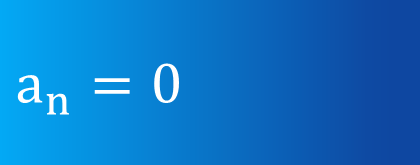 aₙ = 0